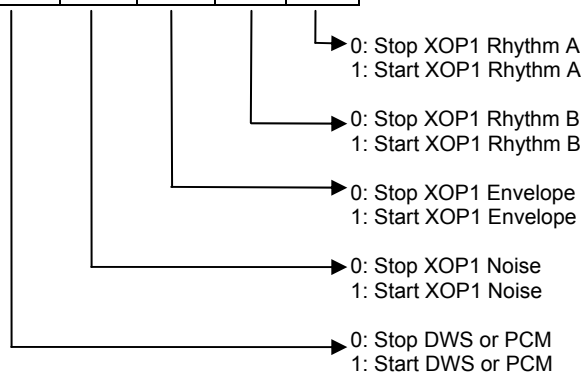 0: Stop XOP1 Rhythm A
1: Start XOP1 Rhythm A
0: Stop XOP1 Rhythm B
1: Start XOP1 Rhythm B
0: Stop XOP1 Envelope
1: Start XOP1 Envelope
0: Stop XOP1 Noise
1: Start XOP1 Noise
0: Stop DWS or PCM
1: Start DWS or PCM